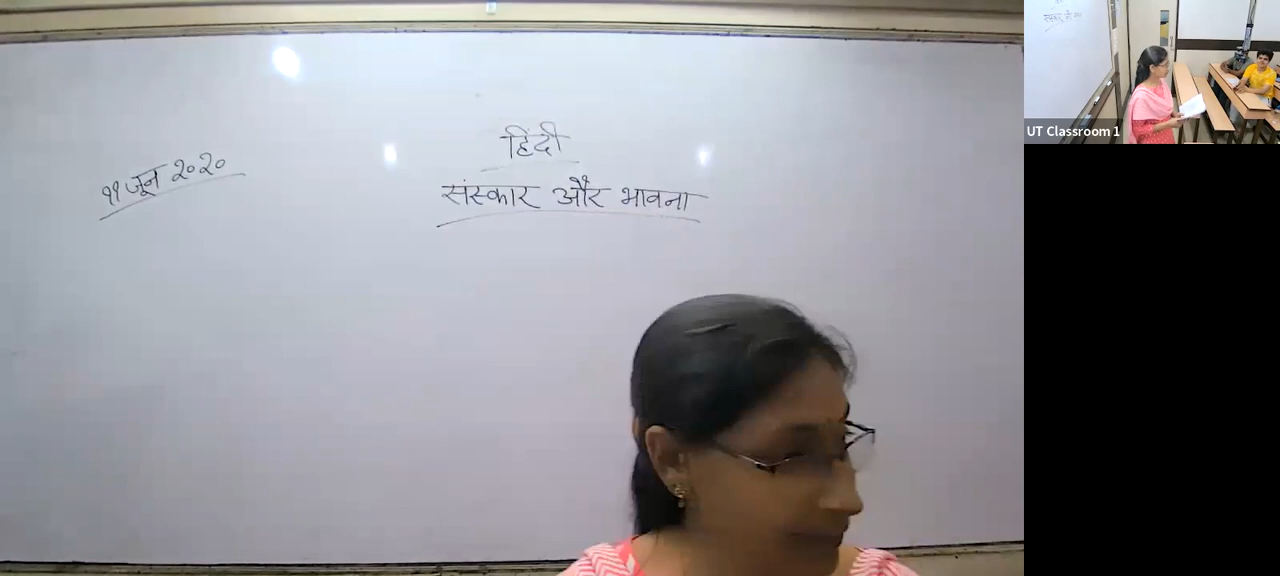 हिंदी
११ जून २०२०
संस्कार और भावना
UT Classroom 1